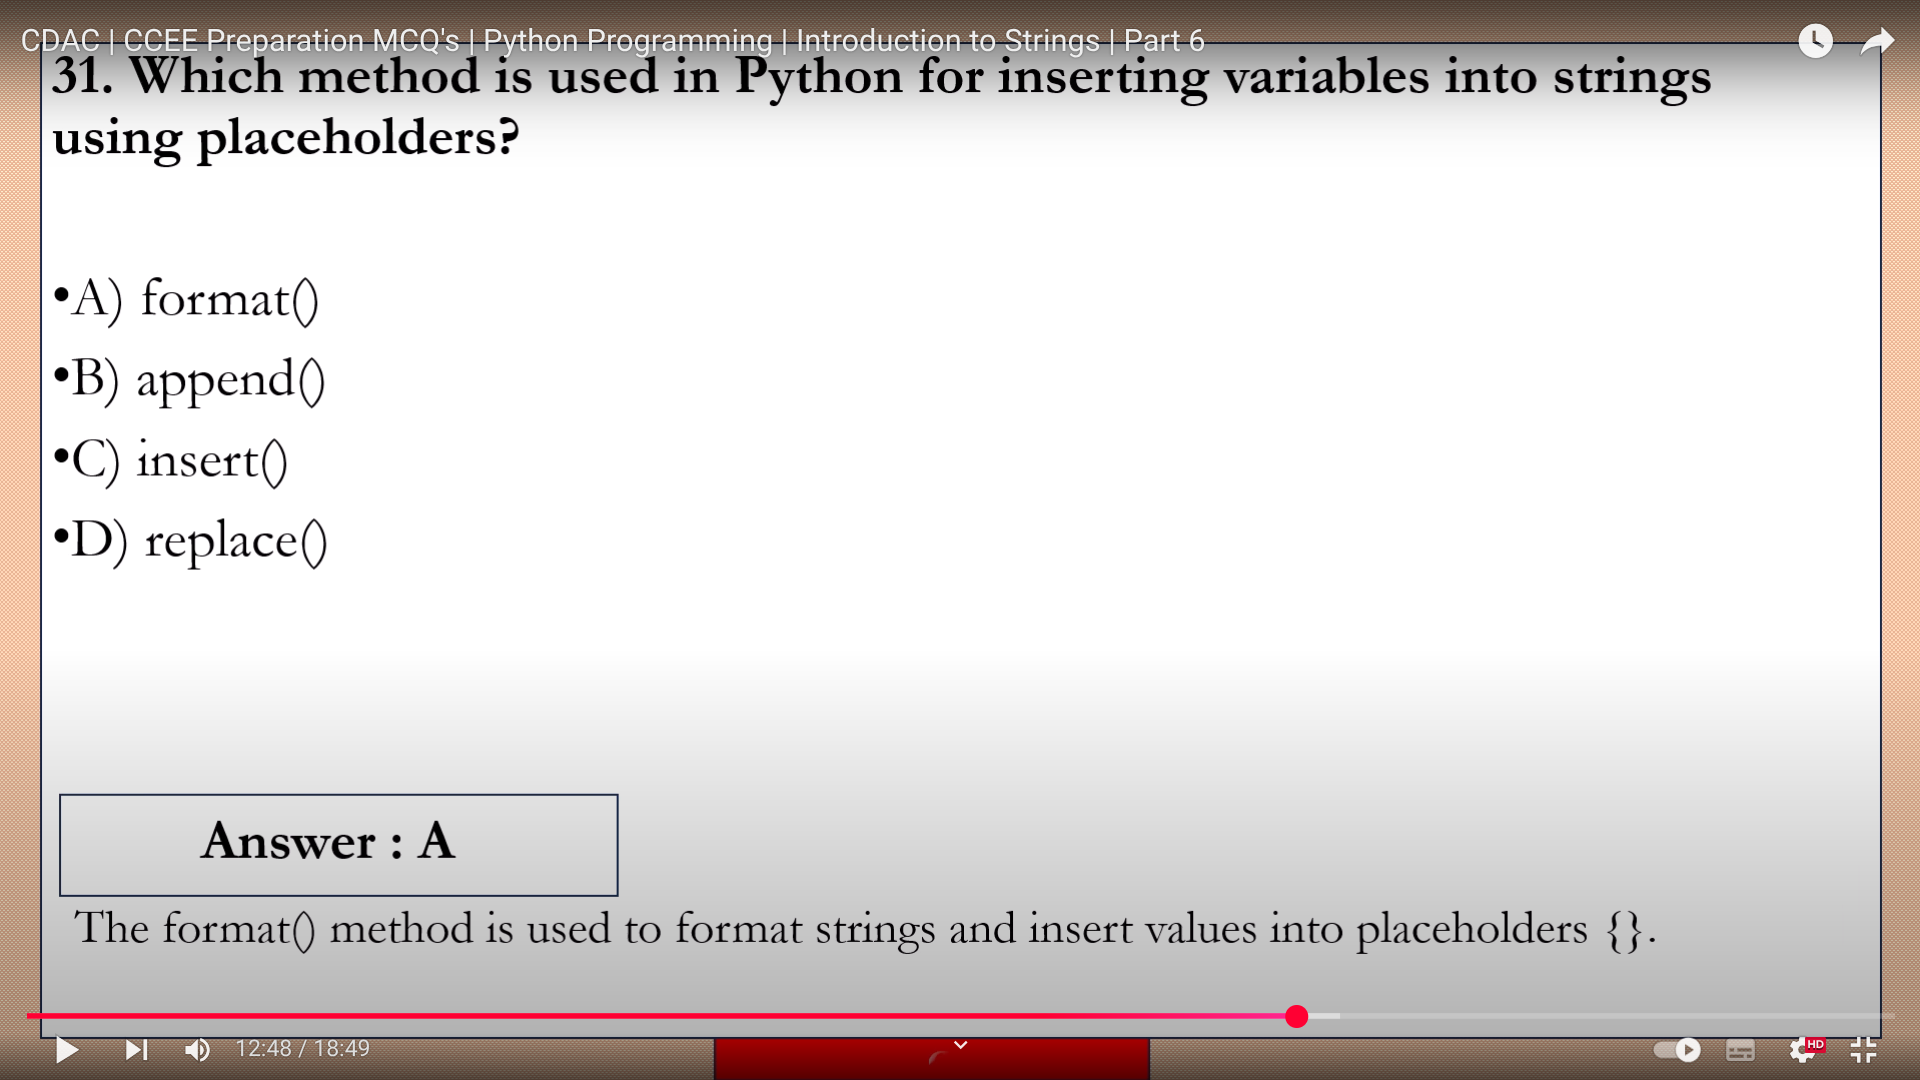 CDAC | CCEE Preparation MCQ's | Python Programming | Introduction to Strings | Part 6
31. Which method is used in Python for inserting variables into strings
using placeholders?
•A) format()
•B) append()
•C) insert()
•D) replace()
Answer : A
The format() method is used to format strings and insert values into placeholders {}.
12:48 / 18:49
HD